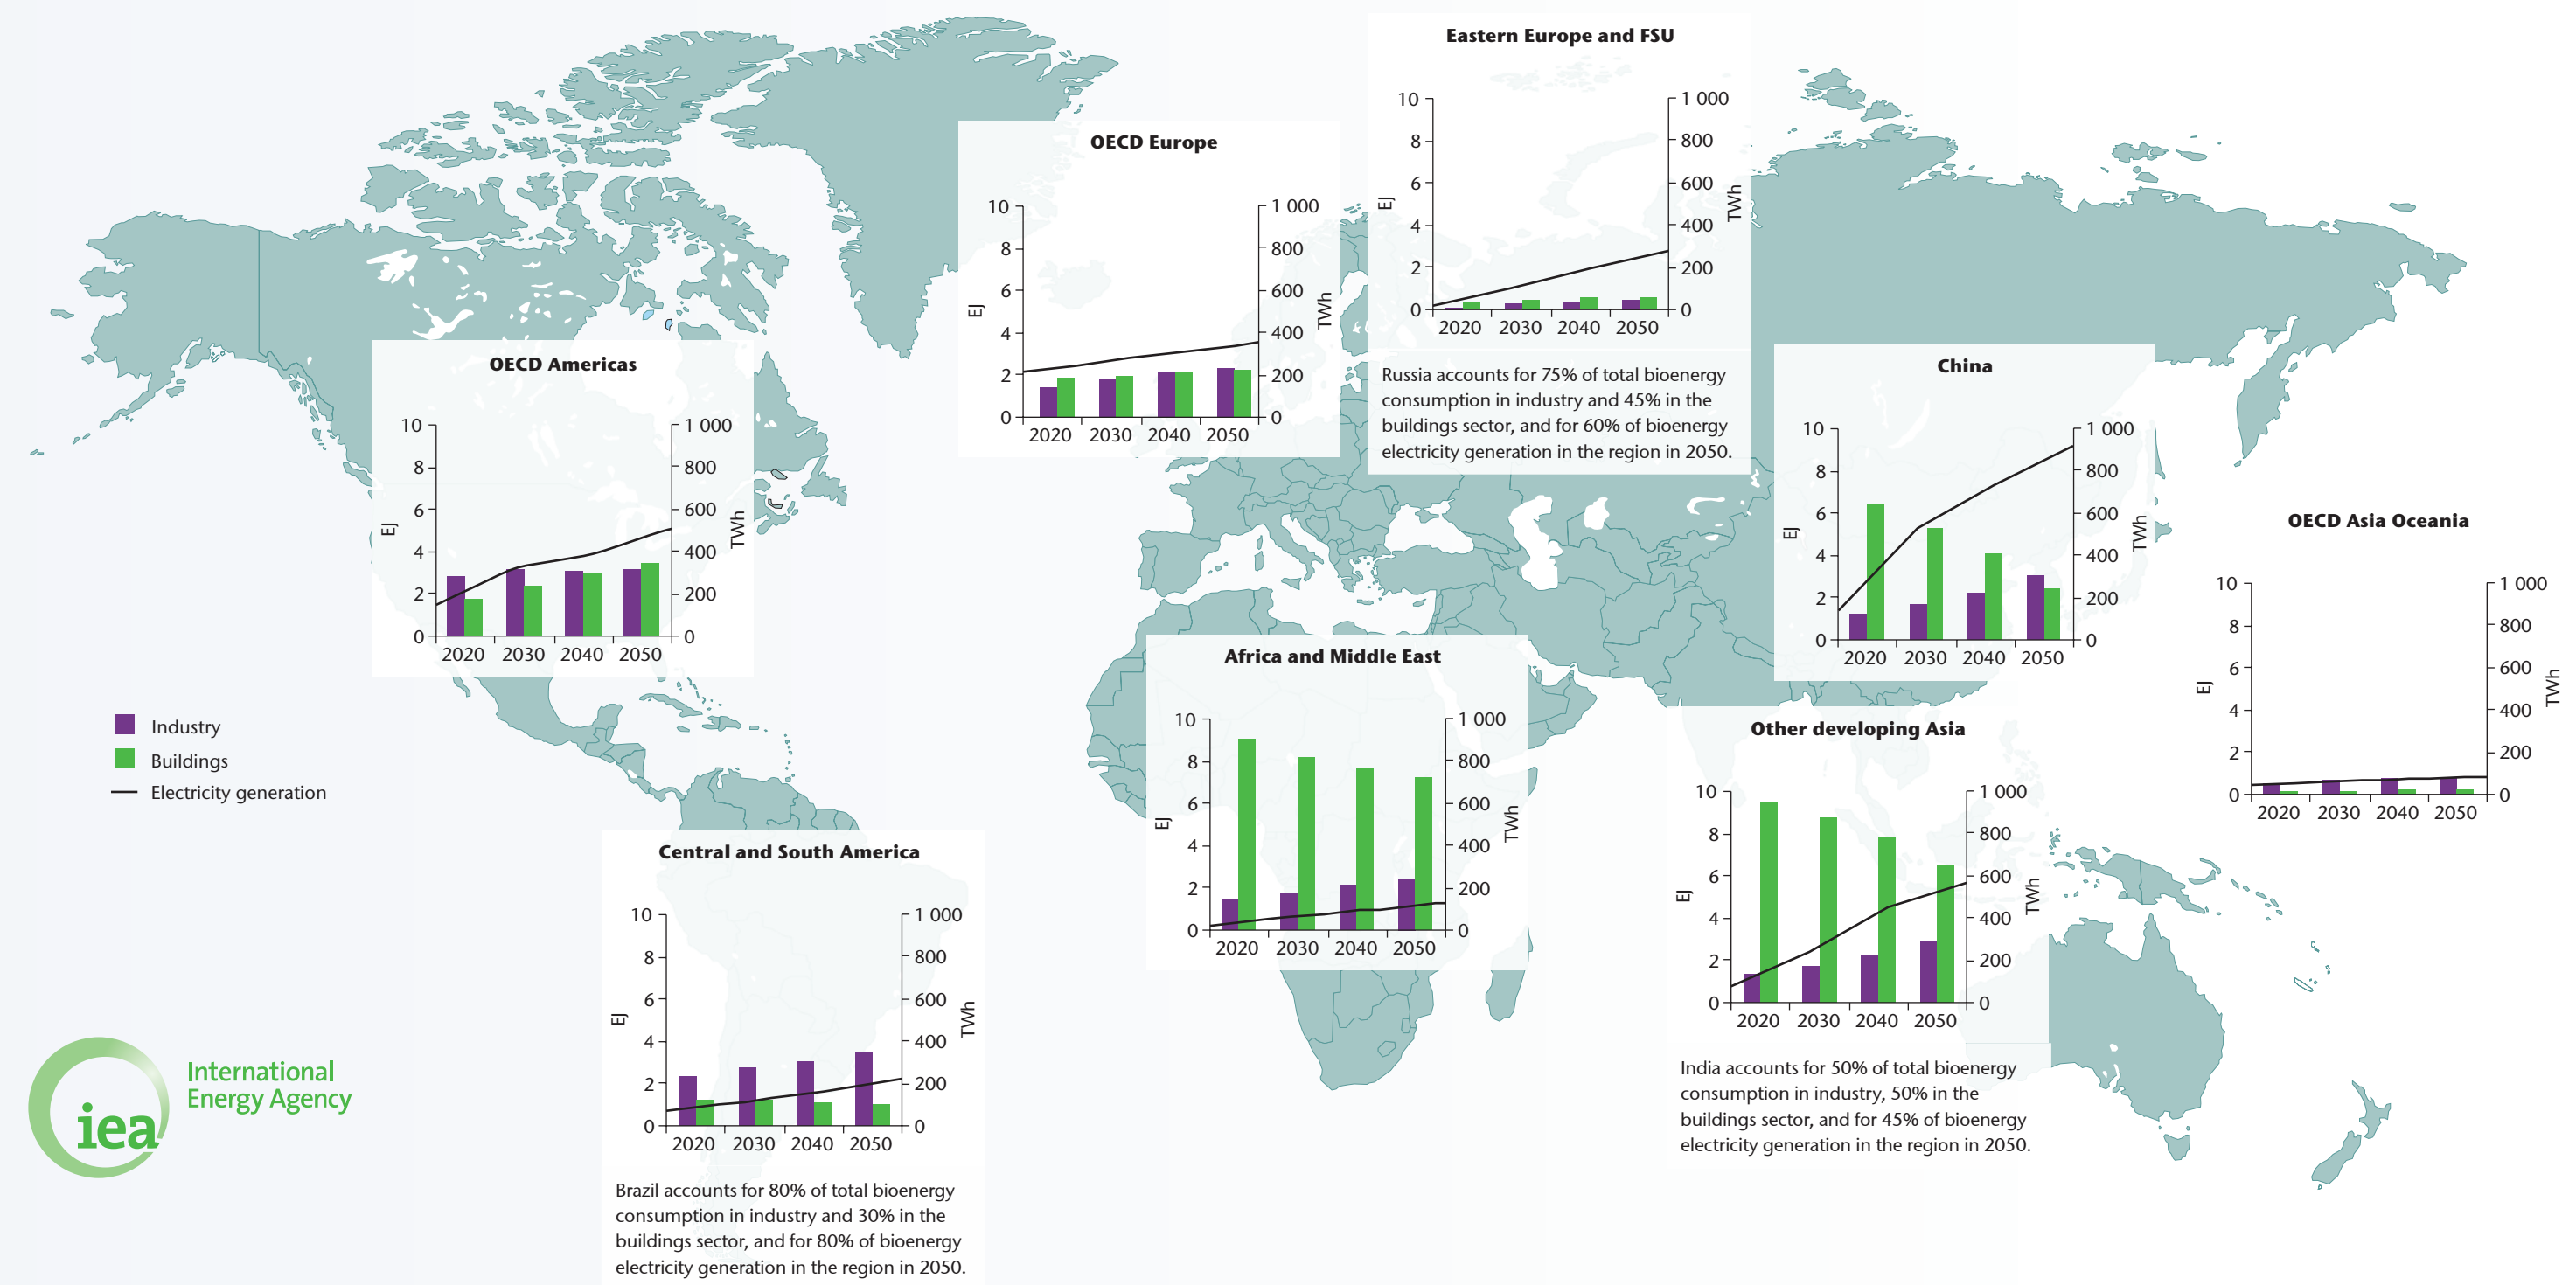 Eastern Europe and FSU
10
8
6
4
2
0
EJ
1 000
800
600
400
200
0
TWh
2020 2030 2040 2050
Russia accounts for 75% of total bioenergy
consumption in industry and 45% in the
buildings sector, and for 60% of bioenergy
electricity generation in the region in 2050.
OECD Europe
10
8
6
4
2
0
EJ
1 000
800
600
400
200
0
TWh
2020 2030 2040 2050
OECD Americas
10
8
6
4
2
0
EJ
1 000
800
600
400
200
0
TWh
2020 2030 2040 2050
China
10
8
6
4
2
0
EJ
1 000
800
600
400
200
0
TWh
2020 2030 2040 2050
OECD Asia Oceania
10
8
6
4
2
0
EJ
1 000
800
600
400
200
0
TWh
2020 2030 2040 2050
Africa and Middle East
10
8
6
4
2
0
EJ
1 000
800
600
400
200
0
TWh
2020 2030 2040 2050
Other developing Asia
10
8
6
4
2
0
EJ
1 000
800
600
400
200
0
TWh
2020 2030 2040 2050
India accounts for 50% of total bioenergy
consumption in industry, 50% in the
buildings sector, and for 45% of bioenergy
electricity generation in the region in 2050.
Industry
Buildings
Electricity generation
Central and South America
10
8
6
4
2
0
EJ
1 000
800
600
400
200
0
TWh
2020 2030 2040 2050
Brazil accounts for 80% of total bioenergy
consumption in industry and 30% in the
buildings sector, and for 80% of bioenergy
electricity generation in the region in 2050.
iea
International
Energy Agency